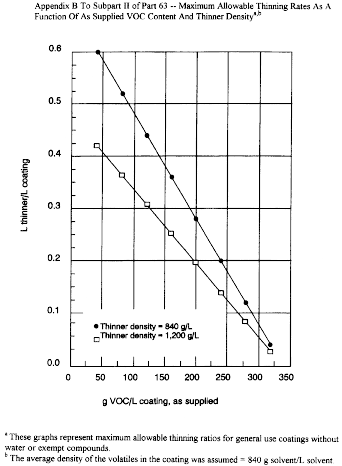 Appendix B To Subpart II of Part 63 -- Maximum Allowable Thinning Rates As A
Function Of As Supplied VOC Content And Thinner Density a,b
0.6
0.5
0.4
0.3
0.2
0.1
0.0
L thinner/L coating
Thinner density = 840 g/L
Thinner density = 1,200 g/L
0 50 100 150 200 250 300 350
g VOC/L coating, as supplied
a These graphs represent maximum allowable thinning ratios for general use coatings without
water or exempt compounds.
b The average density of the volatiles in the coating was assumed = 840 g solvent/L solvent